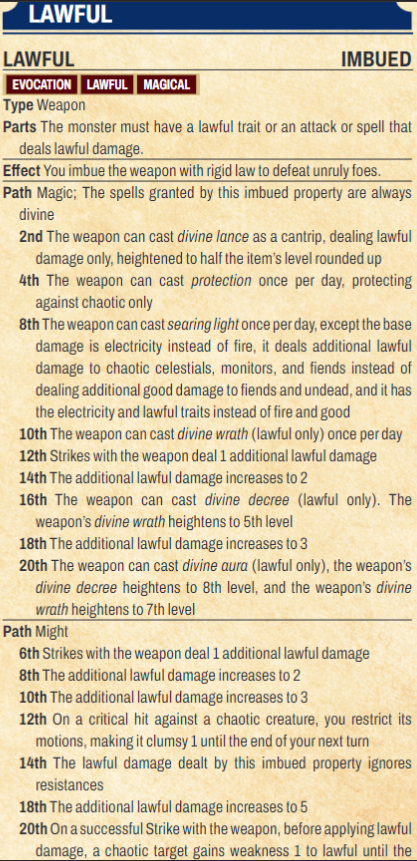 LAWFUL
LAWFUL IMBUED
EVOCATION LAWFUL MAGICAL
Type Weapon
Parts The monster must have a lawful trait or an attack or spell that
deals lawful damage.
Effect You imbue the weapon with rigid law to defeat unruly foes.
Path Magic; The spells granted by this imbued property are always
divine
2nd The weapon can cast divine lance as a cantrip, dealing lawful
damage only, heightened to half the item's level rounded up
4th The weapon can cast protection once per day, protecting
against chaotic only
8th The weapon can cast searing light once per day, except the base
damage is electricity instead of fire, it deals additional lawful
damage to chaotic celestials, monitors, and fiends instead of
dealing additional good damage to fiends and undead, and it has
the electricity and lawful traits instead of fire and good
10th The weapon can cast divine wrath (lawful only) once per day
12th Strikes with the weapon deal 1 additional lawful damage
14th The additional lawful damage increases to 2
16th The weapon can cast divine decree (lawful only). The
weapon's divine wrath heightens to 5th level
18th The additional lawful damage increases to 3
20th The weapon can cast divine aura (lawful only), the weapon's
divine decree heightens to 8th level, and the weapon's divine
wrath heightens to 7th level
Path Might
6th Strikes with the weapon deal 1 additional lawful damage
8th The additional lawful damage increases to 2
10th The additional lawful damage increases to 3
12th On a critical hit against a chaotic creature, you restrict its
motions, making it clumsy 1 until the end of your next turn
14th The lawful damage dealt by this imbued property ignores
resistances
18th The additional lawful damage increases to 5
20th On a successful Strike with the weapon, before applying lawful
damage, a chaotic target gains weakness 1 to lawful until the